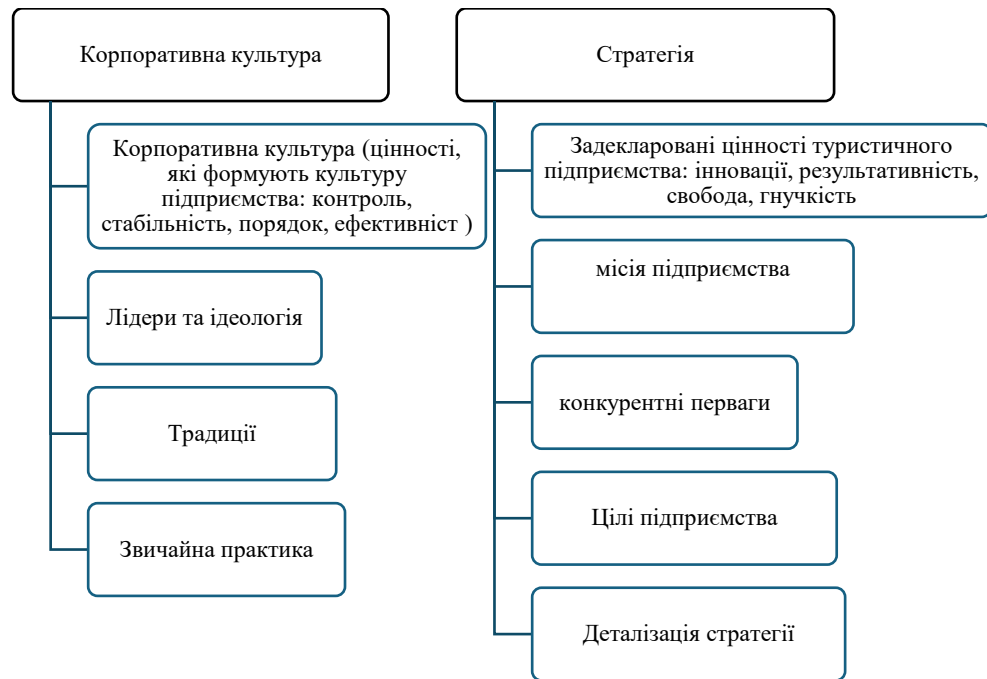 Корпоративна культура
Корпоративна культура (цінності,
які формують культуру
підприємства: контроль,
стабільність, порядок, ефективніст )
Лідери та ідеологія
Традиції
Звичайна практика
Стратегія
Задекларовані цінності туристичного
підприємства: інновації, результативність,
свобода, гнучкість
місія підприємства
конкурентні перваги
Цілі підприємства
Деталізація стратегії